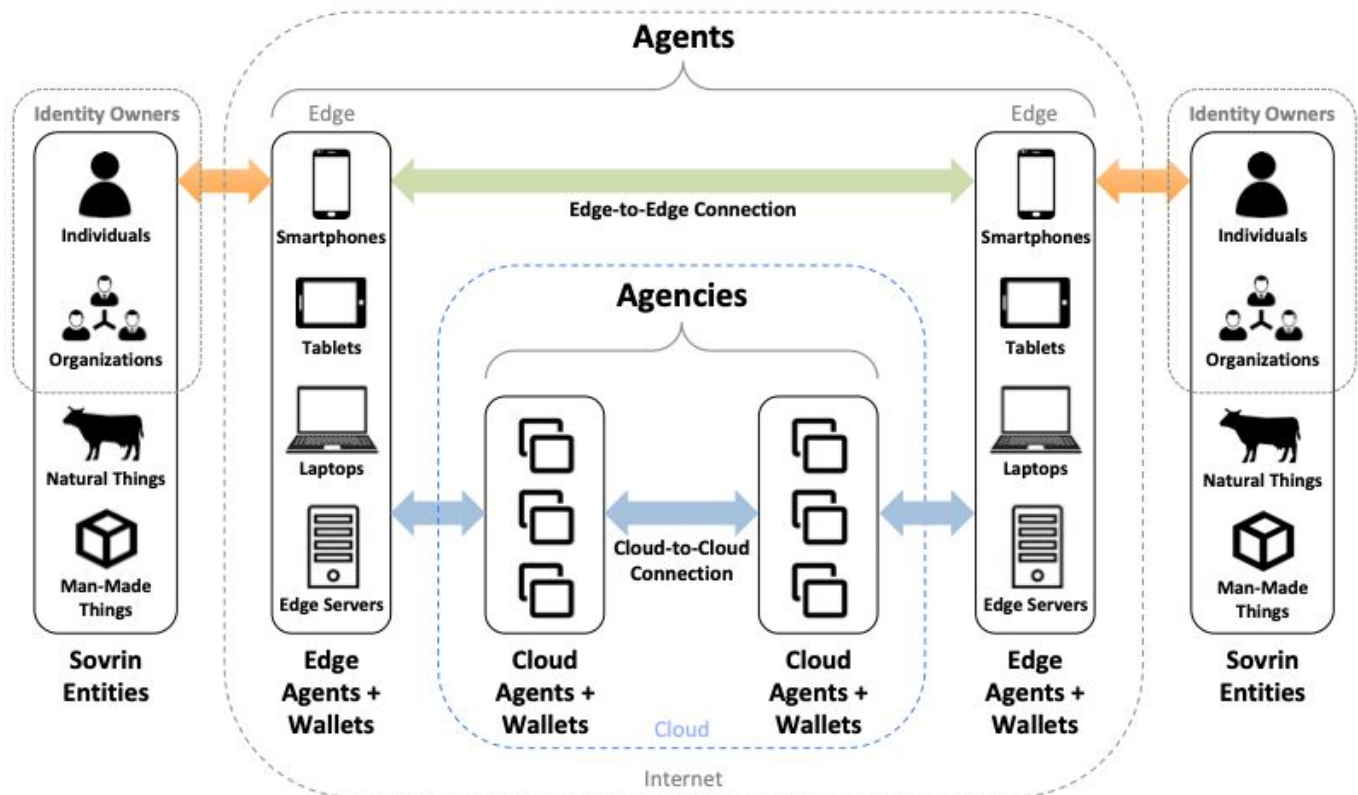 Agents
Identity Owners
Edge
Edge
Identity Owners
Individuals
Smartphones
Edge-to-Edge Connection
Smartphones
Individuals
Organizations
Tablets
Agencies
Tablets
Organizations
Natural Things
Laptops
Laptops
Natural Things
Man-Made
Things
Edge Servers
Cloud-to-Cloud
Connection
Edge Servers
Man-Made
Things
Sovrin
Entities
Edge
Agents +
Wallets
Cloud
Agents +
Wallets
Cloud
Agents +
Wallets
Edge
Agents +
Wallets
Sovrin
Entities
Cloud
Internet